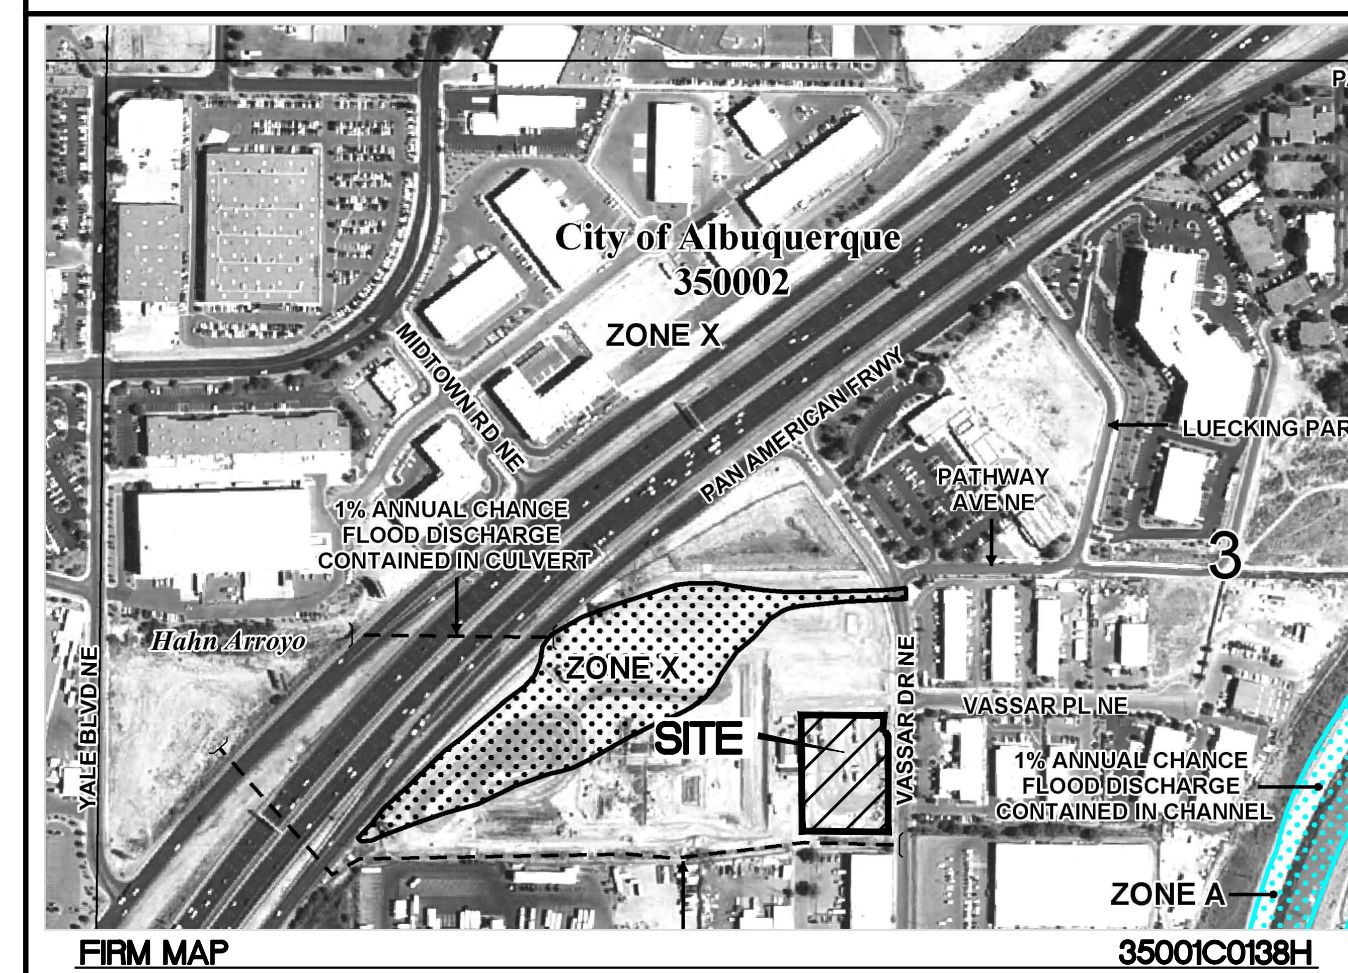 PA
City of Albuquerque
350002
ZONE X
MIDTOWN RD NE
PAN AMERICAN FRWY
LUECKING PAR
PATHWAY
AVE NE
1% ANNUAL CHANCE
FLOOD DISCHARGE
CONTAINED IN CULVERT
3
Hahn Arroyo
ZONE X
YALE BLVD NE
VASSAR DR NE
VASSAR PL NE
SITE
1% ANNUAL CHANCE
FLOOD DISCHARGE
CONTAINED IN CHANNEL
ZONE A
FIRM MAP
35001C0138H